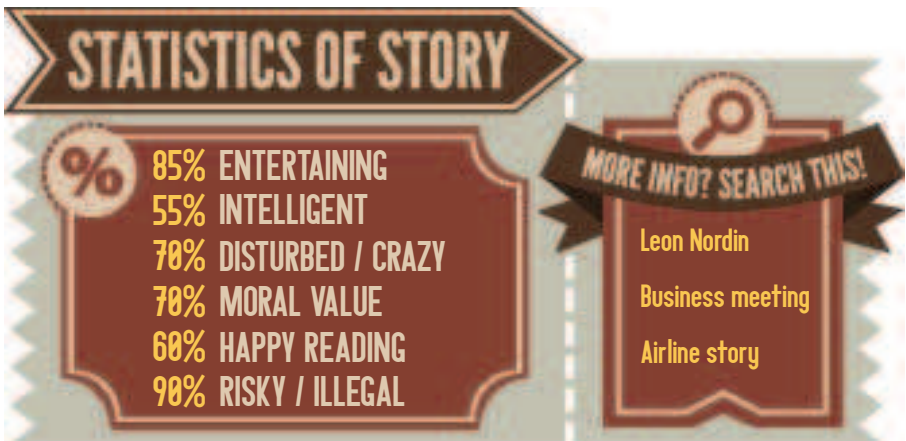 STATISTICS OF STORY
%
85% ENTERTAINING
55% INTELLIGENT
70% DISTURBED / CRAZY
70% MORAL VALUE
60% HAPPY READING
90% RISKY / ILLEGAL
MORE INFO? SEARCH THIS!
Leon Nordin
Business meeting
Airline story